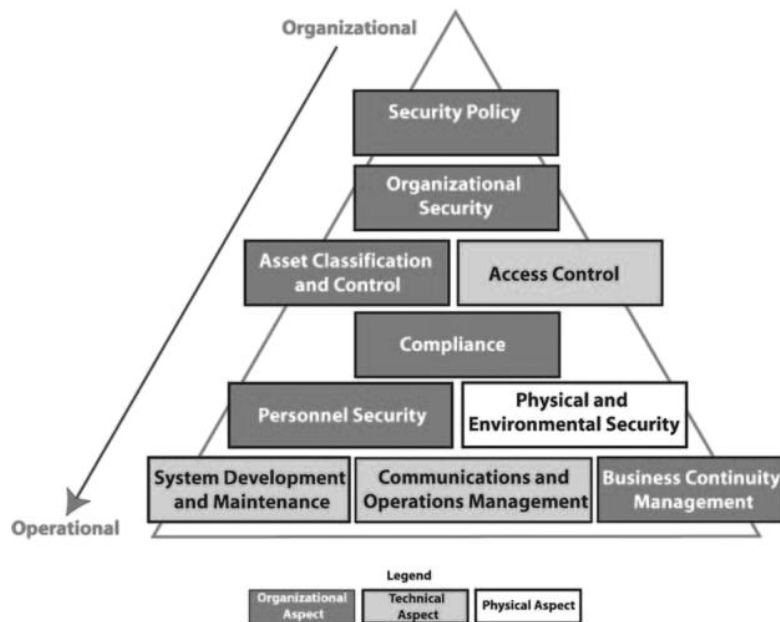 Organizational
Security Policy
Organizational
Security
Asset Classification
and Control
Access Control
Compliance
Personnel Security
Physical and
Environmental Security
System Development
and Maintenance
Communications and
Operations Management
Business Continuity
Management
Operational
Legend
Organizational
Aspect
Technical
Aspect
Physical Aspect